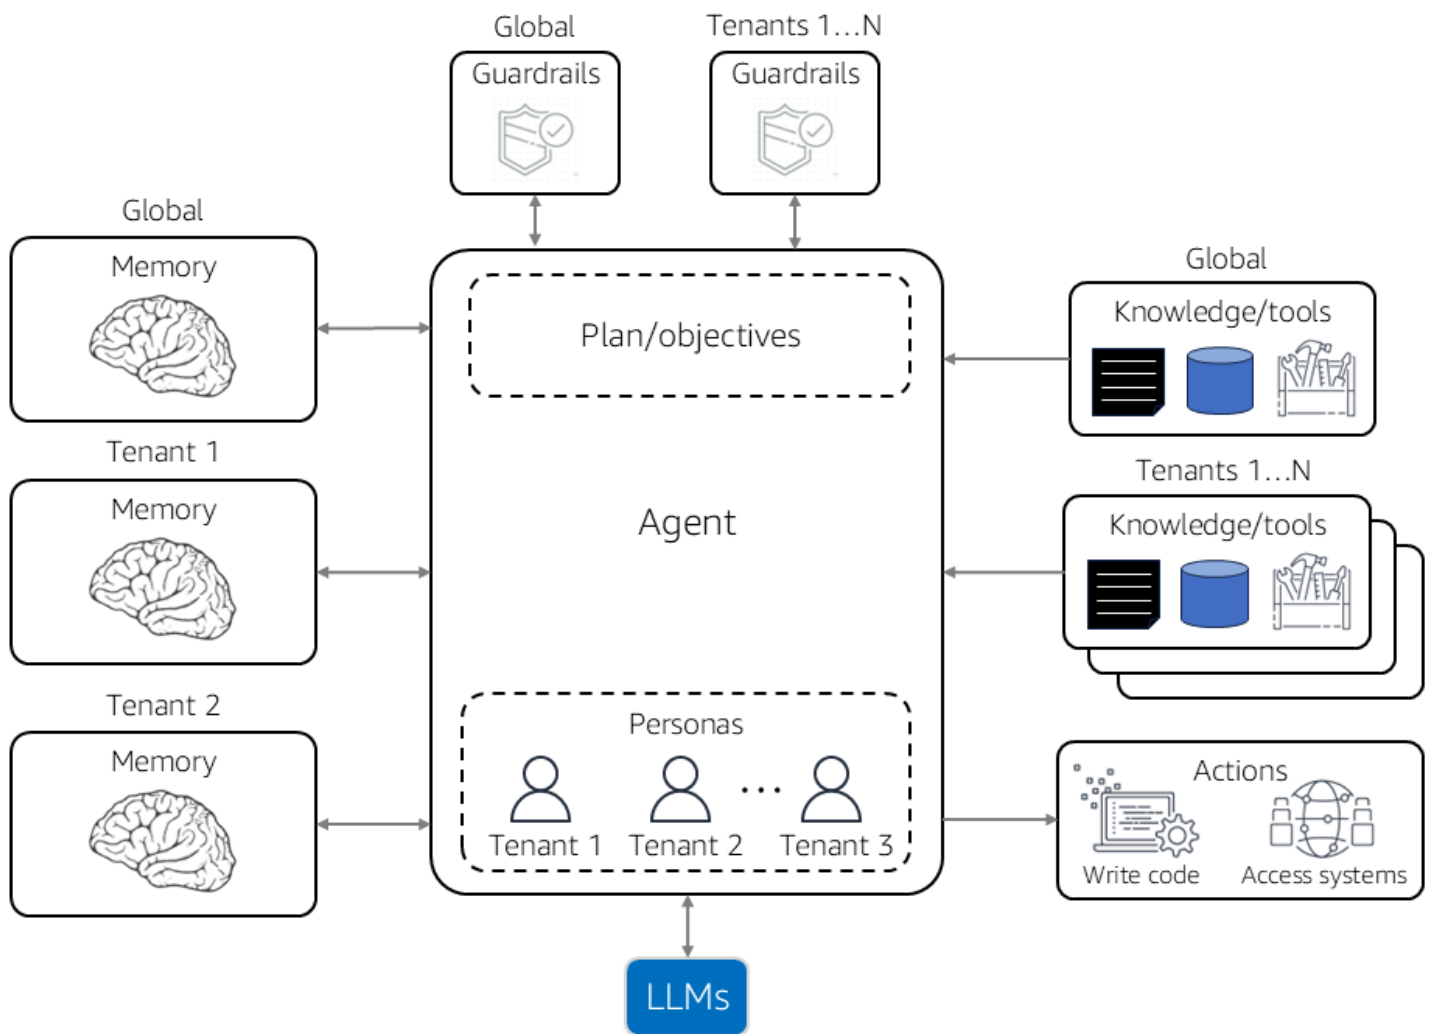 Global
Tenants 1...N
Guardrails
Guardrails
Global
Memory
Tenant 1
Memory
Tenant 2
Memory
Plan/objectives
Agent
Personas
...
Tenant 1
Tenant 2
Tenant 3
LLMs
Global
Knowledge/tools
Tenants 1...N
Knowledge/tools
Actions
Write code
Access systems